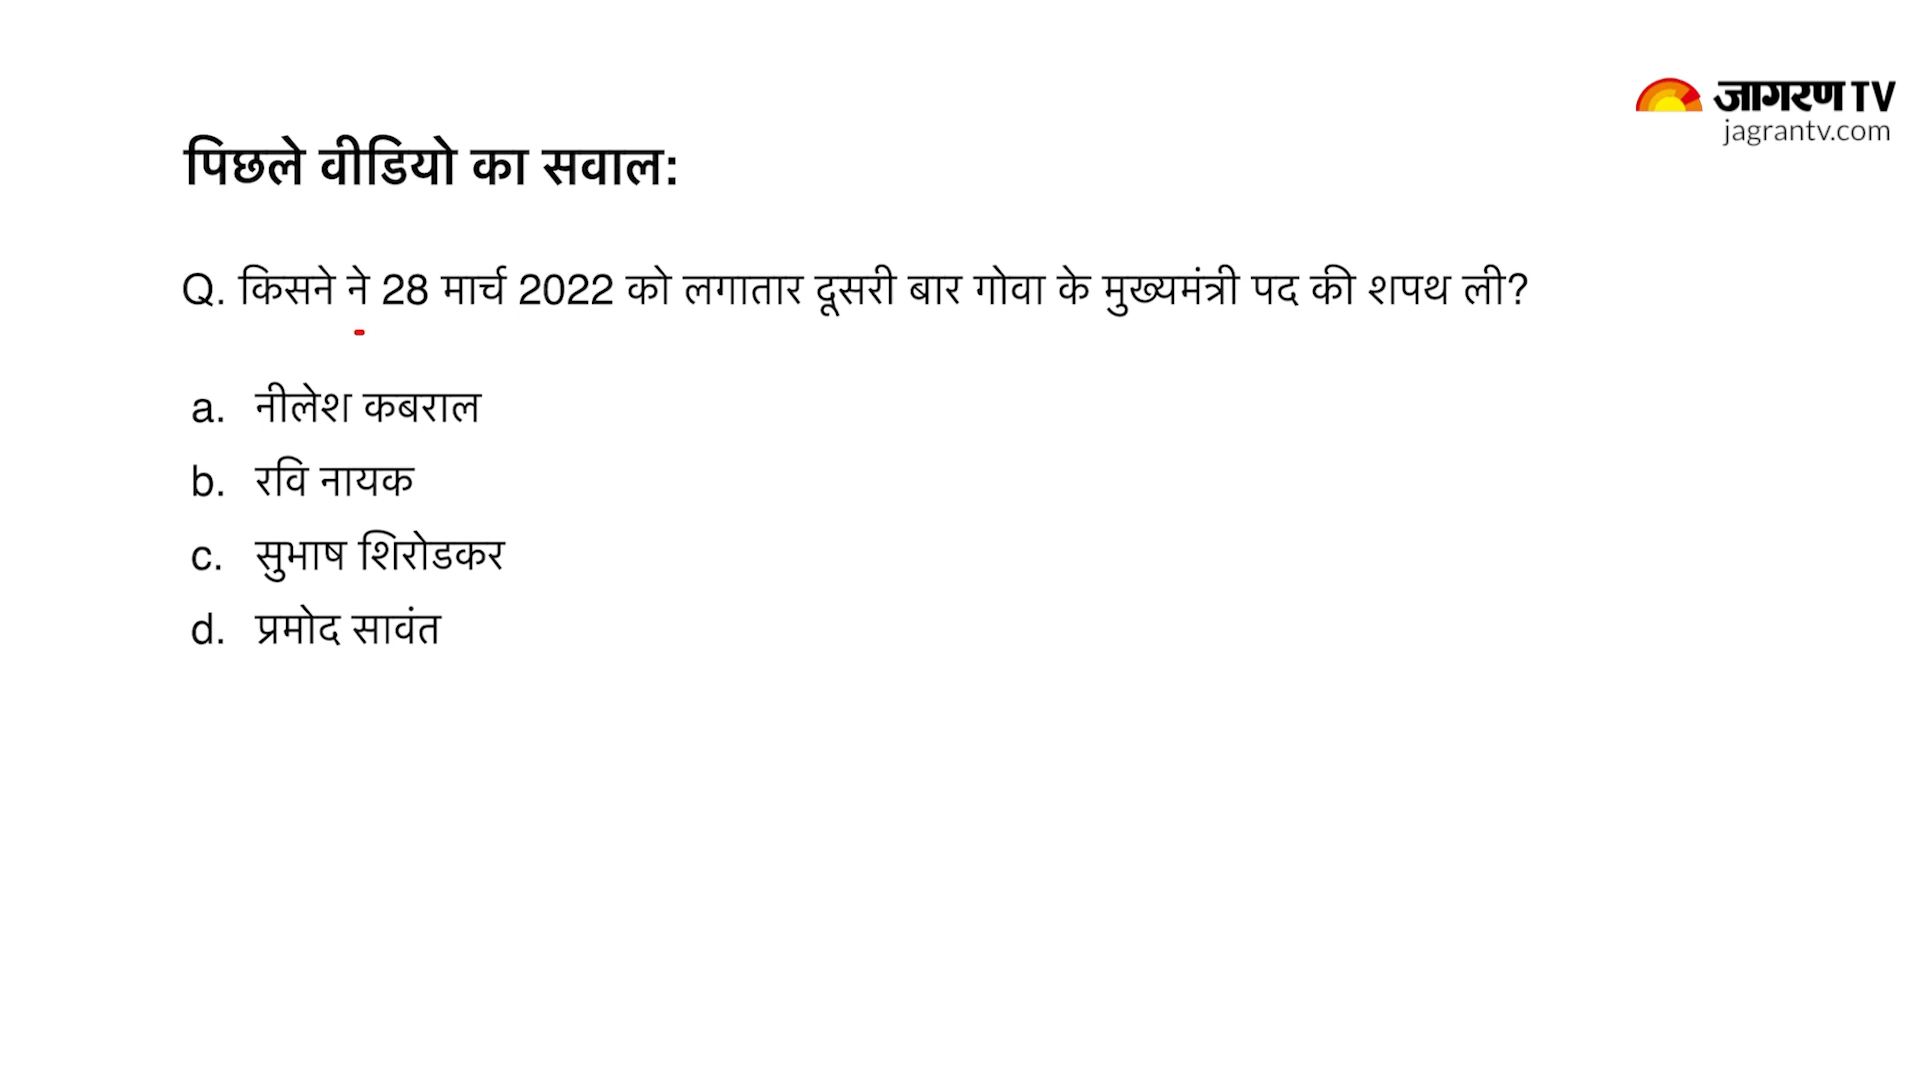 जागरण TV
jagrantv.com
पिछले वीडियो का सवाल:
Q. किसने ने 28 मार्च 2022 को लगातार दूसरी बार गोवा के मुख्यमंत्री पद की शपथ ली?
a. नीलेश कबराल
b. रवि नायक
c. सुभाष शिरोडकर
d. प्रमोद सावंत